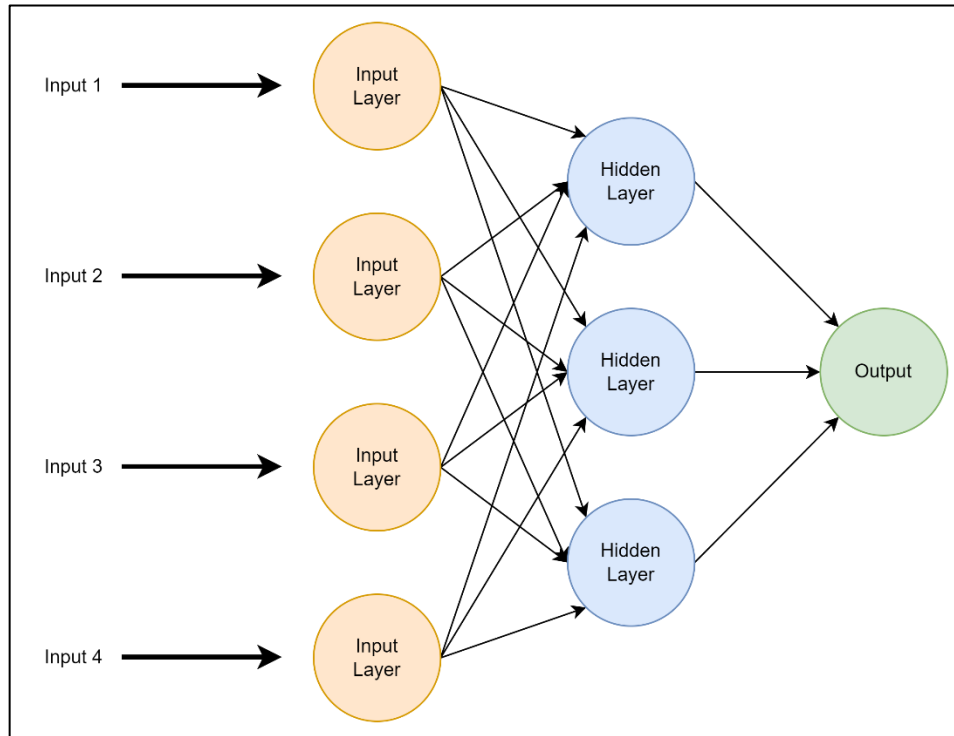 Input 1
Input
Layer
Hidden
Layer
Input 2
Input
Layer
Hidden
Layer
Output
Input 3
Input
Layer
Hidden
Layer
Input 4
Input
Layer